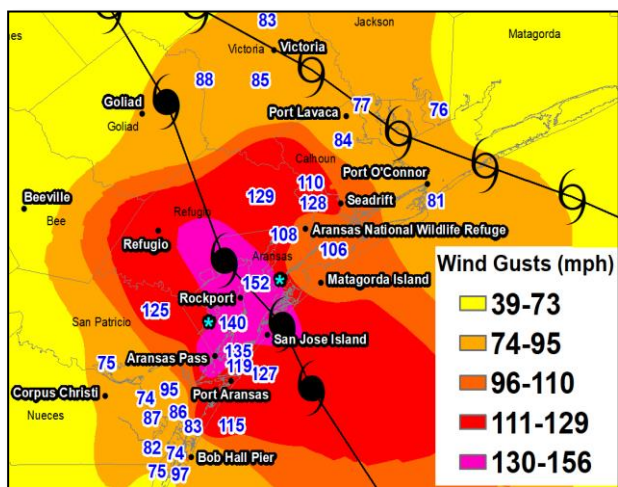 83
Jackson
Matagorda
Victoria
Victoria
88
85
77
76
Goliad
Port Lavaca
Goliad
84
Calhoun
Port O'Connor
110
129
128
Seadrift
81
Beeville
Bee
Refugio
108
Aransas National Wildlife Refuge
Refugio
Aransas
106
Wind Gusts (mph)
39-73
74-95
96-110
111-129
130-156
152
Matagorda Island
Rockport
125
San Patricio
*
140
San Jose Island
135
Aransas Pass
75
119
127
Port Aransas
Corpus Christi
95
74
86
Nueces
87
83
115
82
74
Bob Hall Pier
75
97